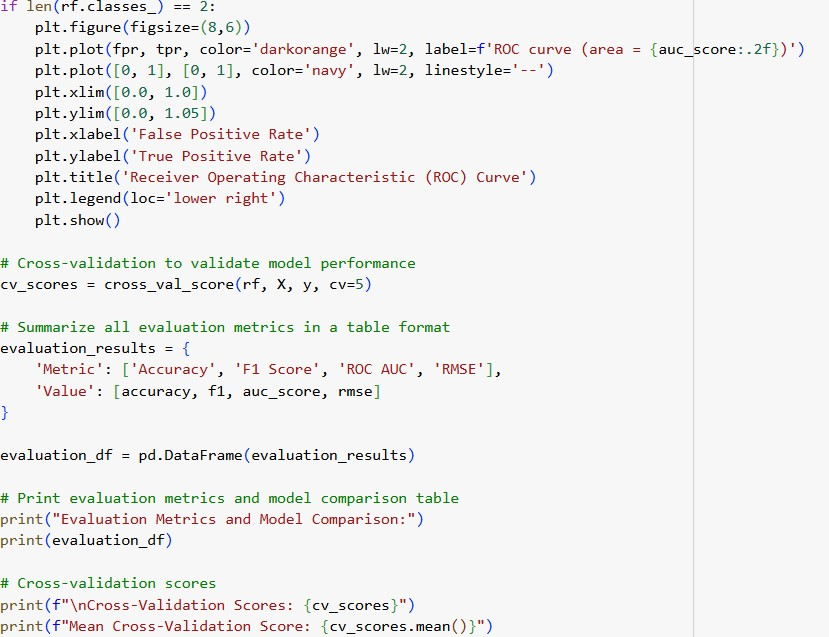 if len(rf.classes_) == 2:
    plt.figure(figsize=(8,6))
    plt.plot(fpr, tpr, color='darkorange', lw=2, label=f'ROC curve (area = {auc_score:.2f})')
    plt.plot([0, 1], [0, 1], color='navy', lw=2, linestyle='--')
    plt.xlim([0.0, 1.0])
    plt.ylim([0.0, 1.05])
    plt.xlabel('False Positive Rate')
    plt.ylabel('True Positive Rate')
    plt.title('Receiver Operating Characteristic (ROC) Curve')
    plt.legend(loc='lower right')
    plt.show()

# Cross-validation to validate model performance
cv_scores = cross_val_score(rf, X, y, cv=5)

# Summarize all evaluation metrics in a table format
evaluation_results = {
    'Metric': ['Accuracy', 'F1 Score', 'ROC AUC', 'RMSE'],
    'Value': [accuracy, f1, auc_score, rmse]
}

evaluation_df = pd.DataFrame(evaluation_results)

# Print evaluation metrics and model comparison table
print("Evaluation Metrics and Model Comparison:")
print(evaluation_df)

# Cross-validation scores
print(f"\nCross-Validation Scores: {cv_scores}")
print(f"Mean Cross-Validation Score: {cv_scores.mean()}")